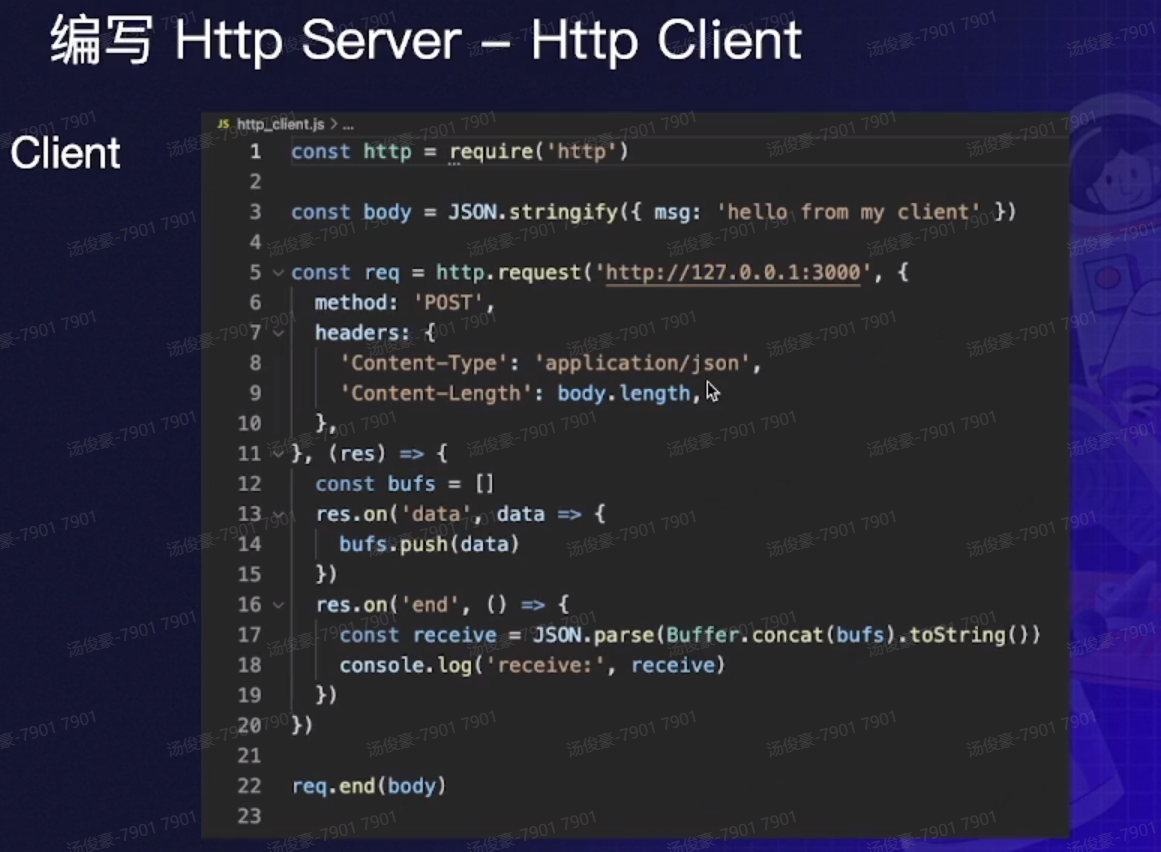 编写 Http Server – Http Client
Client
JS http_client.js > ...
1 const http = require('http')
2
3 const body = JSON.stringify({ msg: 'hello from my client' })
4
5 const req = http.request('http://127.0.0.1:3000', {
6   method: 'POST',
7   headers: {
8     'Content-Type': 'application/json',
9     'Content-Length': body.length,
10   },
11 }, (res) => {
12   const bufs = []
13   res.on('data', data => {
14     bufs.push(data)
15   })
16   res.on('end', () => {
17     const receive = JSON.parse(Buffer.concat(bufs).toString())
18     console.log('receive:', receive)
19   })
20 })
21
22 req.end(body)
23
汤俊豪-7901 7901